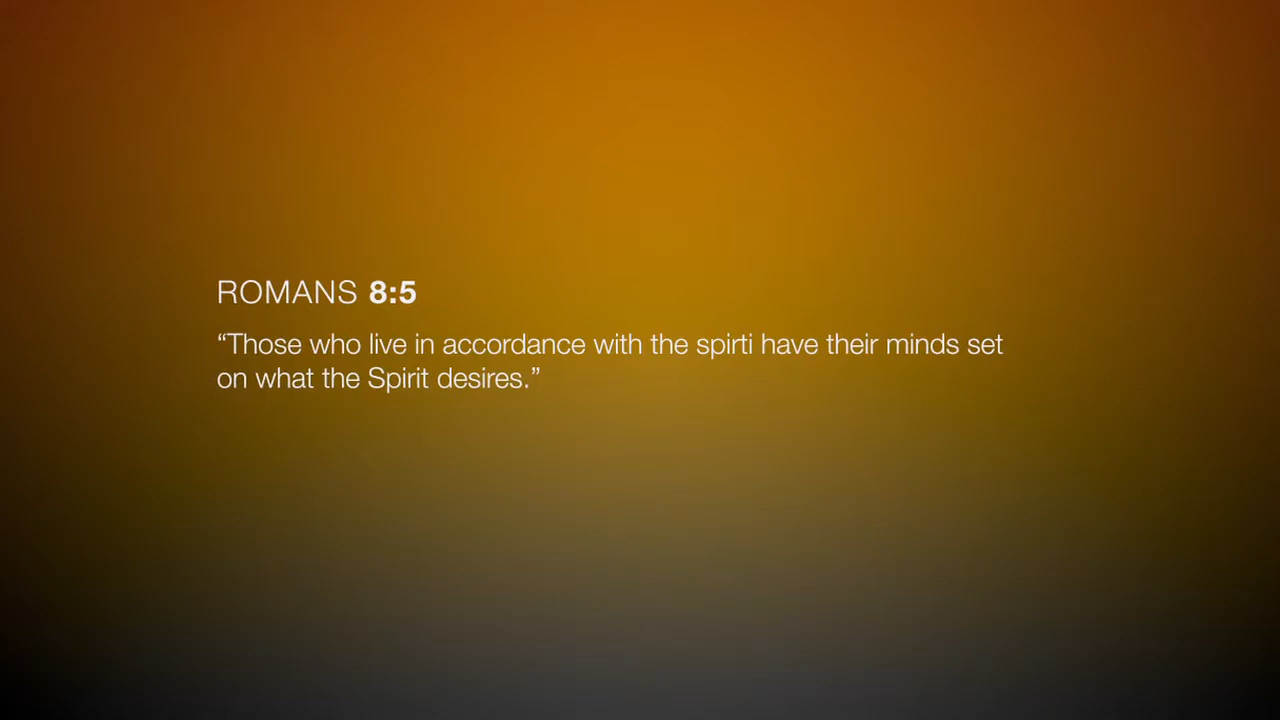 ROMANS 8:5
“Those who live in accordance with the spirti have their minds set
on what the Spirit desires.”